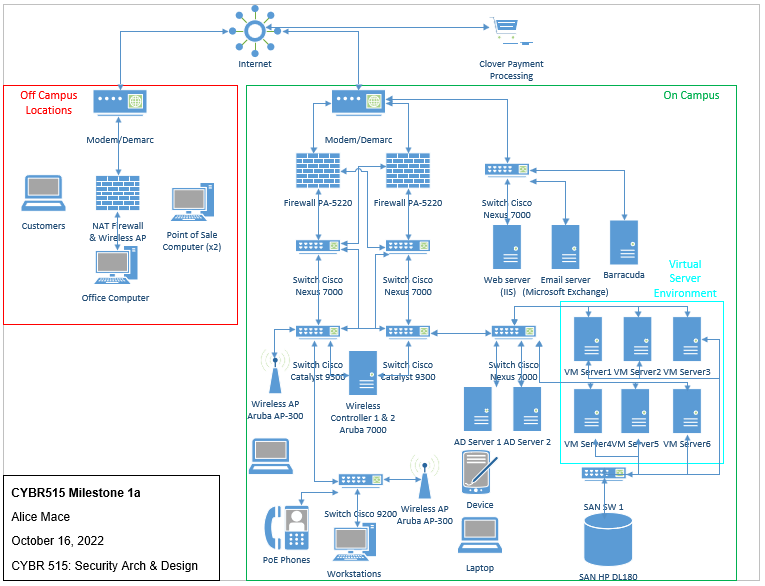 Internet
Clover Payment
Processing
Off Campus
Locations
On Campus
Modem/Demarc
Modem/Demarc
Firewall PA-5220
Firewall PA-5220
Switch Cisco
Nexus 7000
Customers
NAT Firewall
& Wireless AP
Point of Sale
Computer (x2)
Office Computer
Web server
(IIS)
Email server
(Microsoft Exchange)
Barracuda
Switch Cisco
Nexus 7000
Switch Cisco
Nexus 7000
Virtual
Server
Environment
Switch Cisco
Catalyst 9300
Switch Cisco
Catalyst 9300
Switch Cisco
Nexus 7000
VM Server1
VM Server2
VM Server3
Wireless AP
Aruba AP-300
Wireless
Controller 1 & 2
Aruba 7000
AD Server 1
AD Server 2
VM Server4
VM Server5
VM Server6
CYBR515 Milestone 1a
Alice Mace
October 16, 2022
CYBR 515: Security Arch & Design
Switch Cisco 9200
Wireless AP
Aruba AP-300
Device
SAN SW 1
PoE Phones
Workstations
Laptop
SAN HP DL180